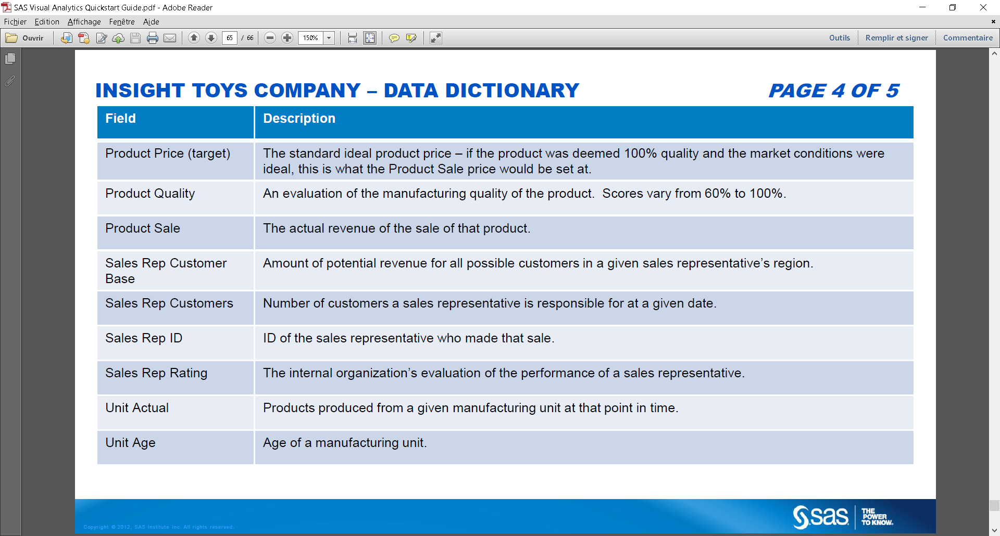 SAS Visual Analytics Quickstart Guide.pdf - Adobe Reader
Fichier Edition Affichage Fenêtre Aide
Ouvrir 65 / 66 150% Outils Remplir et signer Commentaire
INSIGHT TOYS COMPANY – DATA DICTIONARY PAGE 4 OF 5
Field Description
Product Price (target) The standard ideal product price – if the product was deemed 100% quality and the market conditions were
ideal, this is what the Product Sale price would be set at.
Product Quality An evaluation of the manufacturing quality of the product.  Scores vary from 60% to 100%.
Product Sale The actual revenue of the sale of that product.
Sales Rep Customer Amount of potential revenue for all possible customers in a given sales representative’s region.
Base
Sales Rep Customers Number of customers a sales representative is responsible for at a given date.
Sales Rep ID ID of the sales representative who made that sale.
Sales Rep Rating The internal organization’s evaluation of the performance of a sales representative.
Unit Actual Products produced from a given manufacturing unit at that point in time.
Unit Age Age of a manufacturing unit.
sas THE
POWER
TO KNOW.
Copyright © 2012, SAS Institute Inc. All rights reserved.